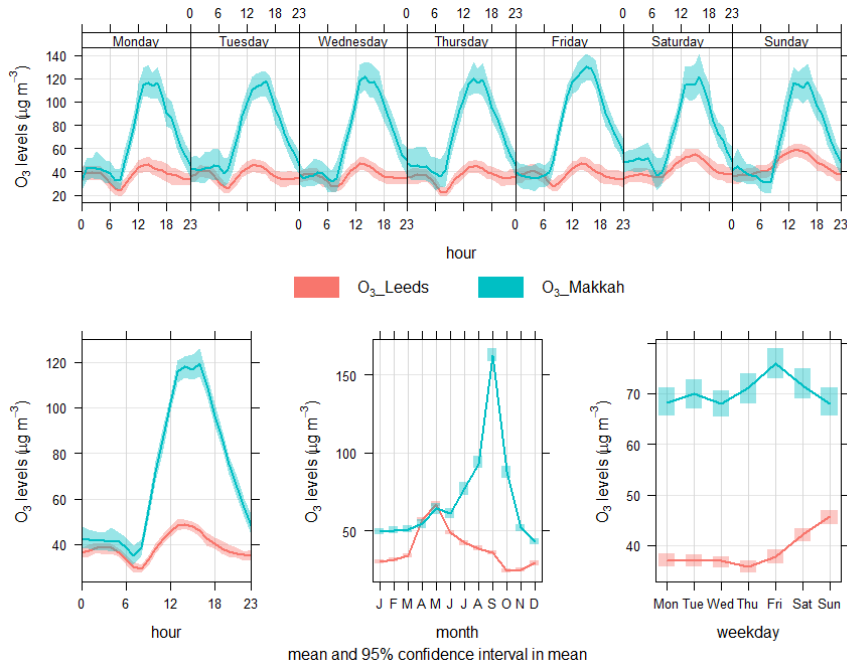 0 6 12 18 23 0 6 12 18 23 0 6 12 18 23
Monday Tuesday Wednesday Thursday Friday Saturday Sunday
O₃ levels (µg m⁻³)
140
120
100
80
60
40
20
0 6 12 18 23 0 6 12 18 23 0 6 12 18 23 0 6 12 18 23
hour
O₃_Leeds O₃_Makkah
O₃ levels (µg m⁻³)
120
100
80
60
40
0 6 12 18 23
hour
O₃ levels (µg m⁻³)
150
100
50
J F M A M J J A S O N D
month
O₃ levels (µg m⁻³)
70
60
50
40
Mon Tue Wed Thu Fri Sat Sun
weekday
mean and 95% confidence interval in mean